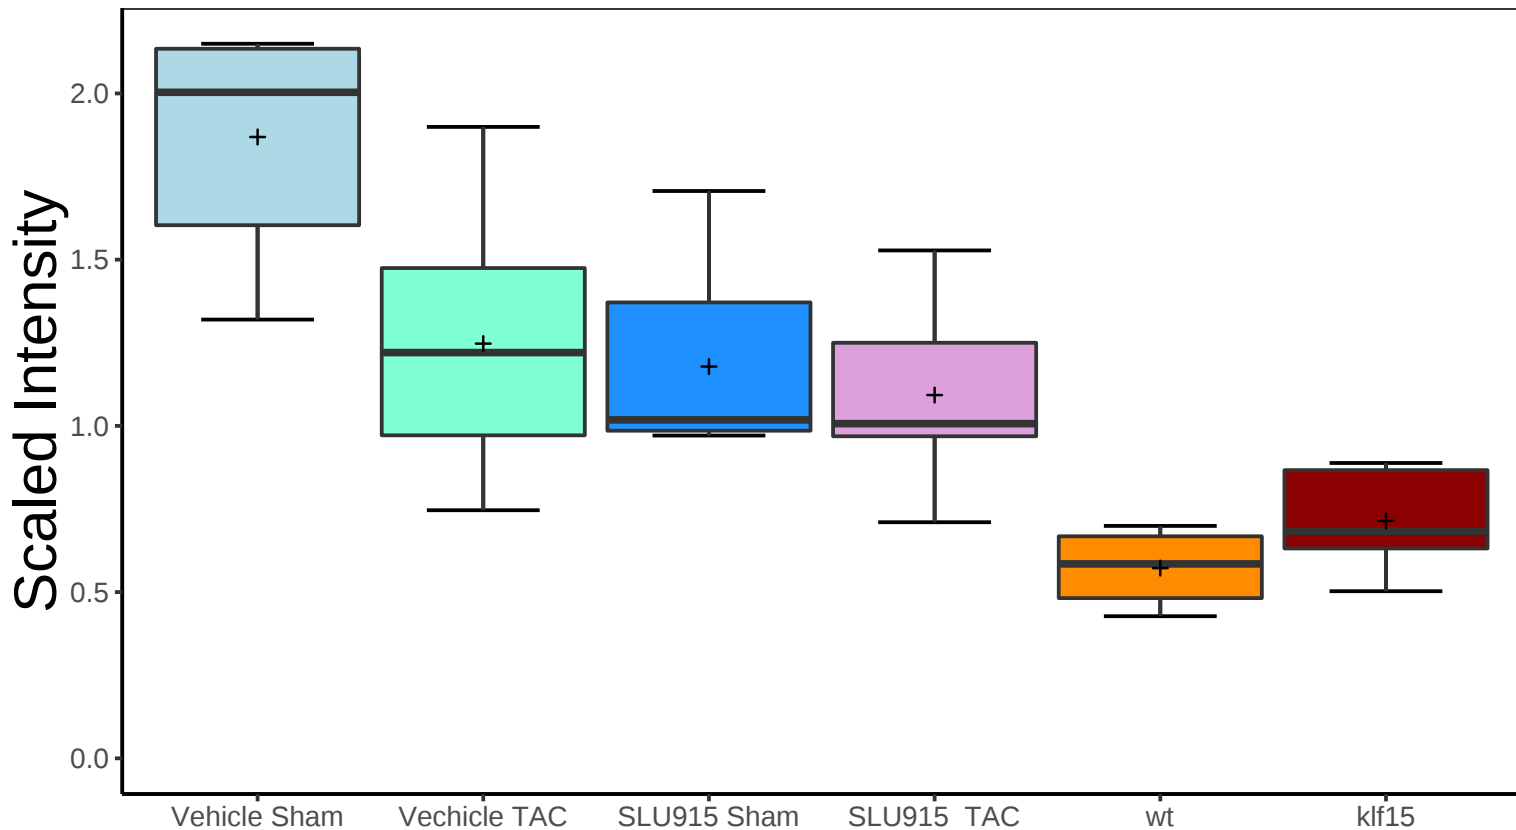 Scaled Intensity
2.0
1.5
1.0
0.5
0.0
Vehicle Sham
Vechicle TAC
SLU915 Sham
SLU915  TAC
wt
klf15